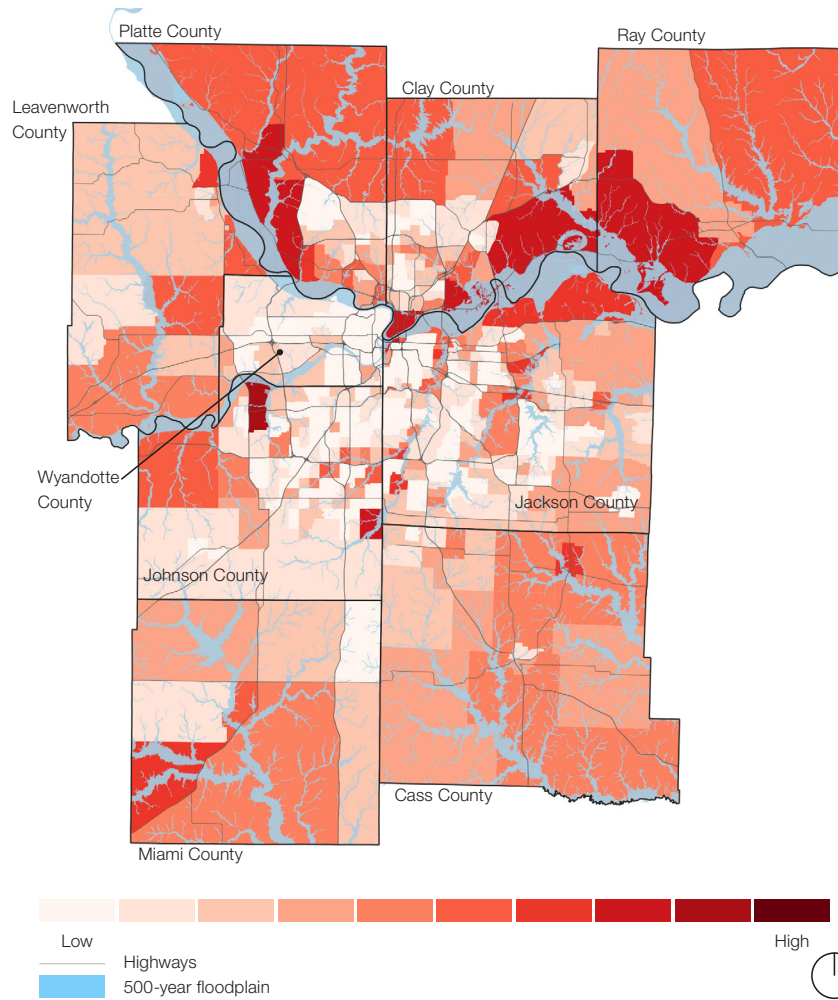 Platte County
Ray County
Clay County
Leavenworth
County
Wyandotte
County
Jackson County
Johnson County
Cass County
Miami County
Low
High
Highways
500-year floodplain